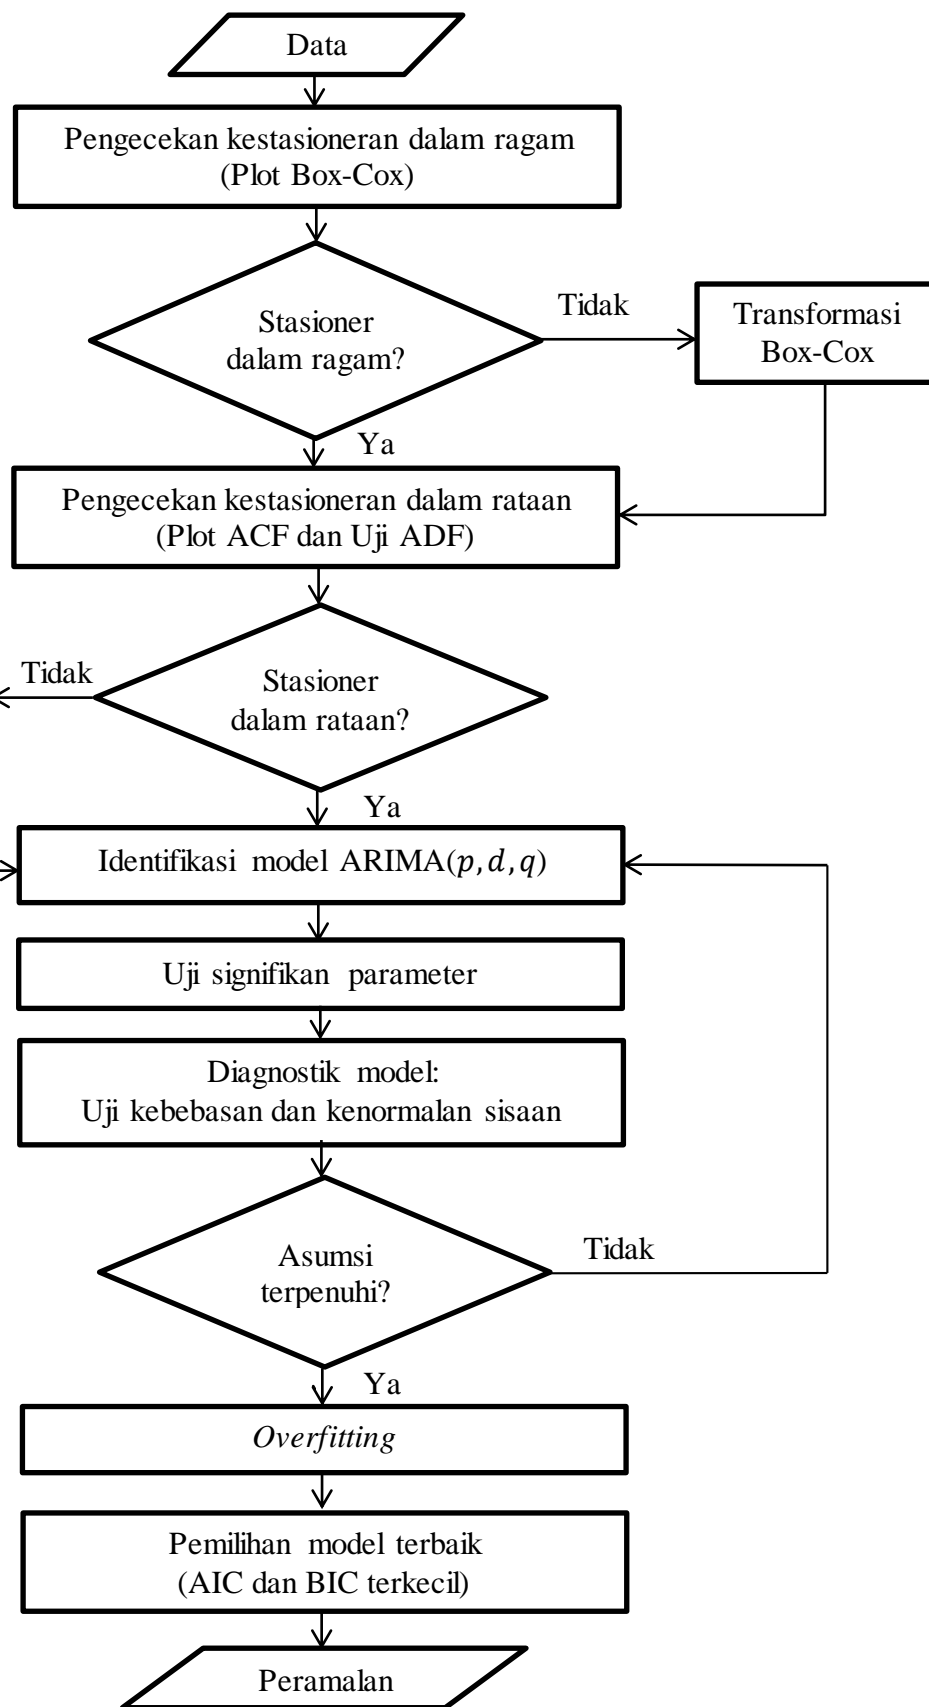 Data
Pengecekan kestasioneran dalam ragam
(Plot Box-Cox)
Stasioner
dalam ragam?
Tidak
Transformasi
Box-Cox
Ya
Pengecekan kestasioneran dalam rataan
(Plot ACF dan Uji ADF)
Tidak
Stasioner
dalam rataan?
Ya
Identifikasi model ARIMA(𝑝, 𝑑, 𝑞)
Uji signifikan parameter
Diagnostik model:
Uji kebebasan dan kenormalan sisaan
Asumsi
terpenuhi?
Tidak
Ya
Overfitting
Pemilihan model terbaik
(AIC dan BIC terkecil)
Peramalan